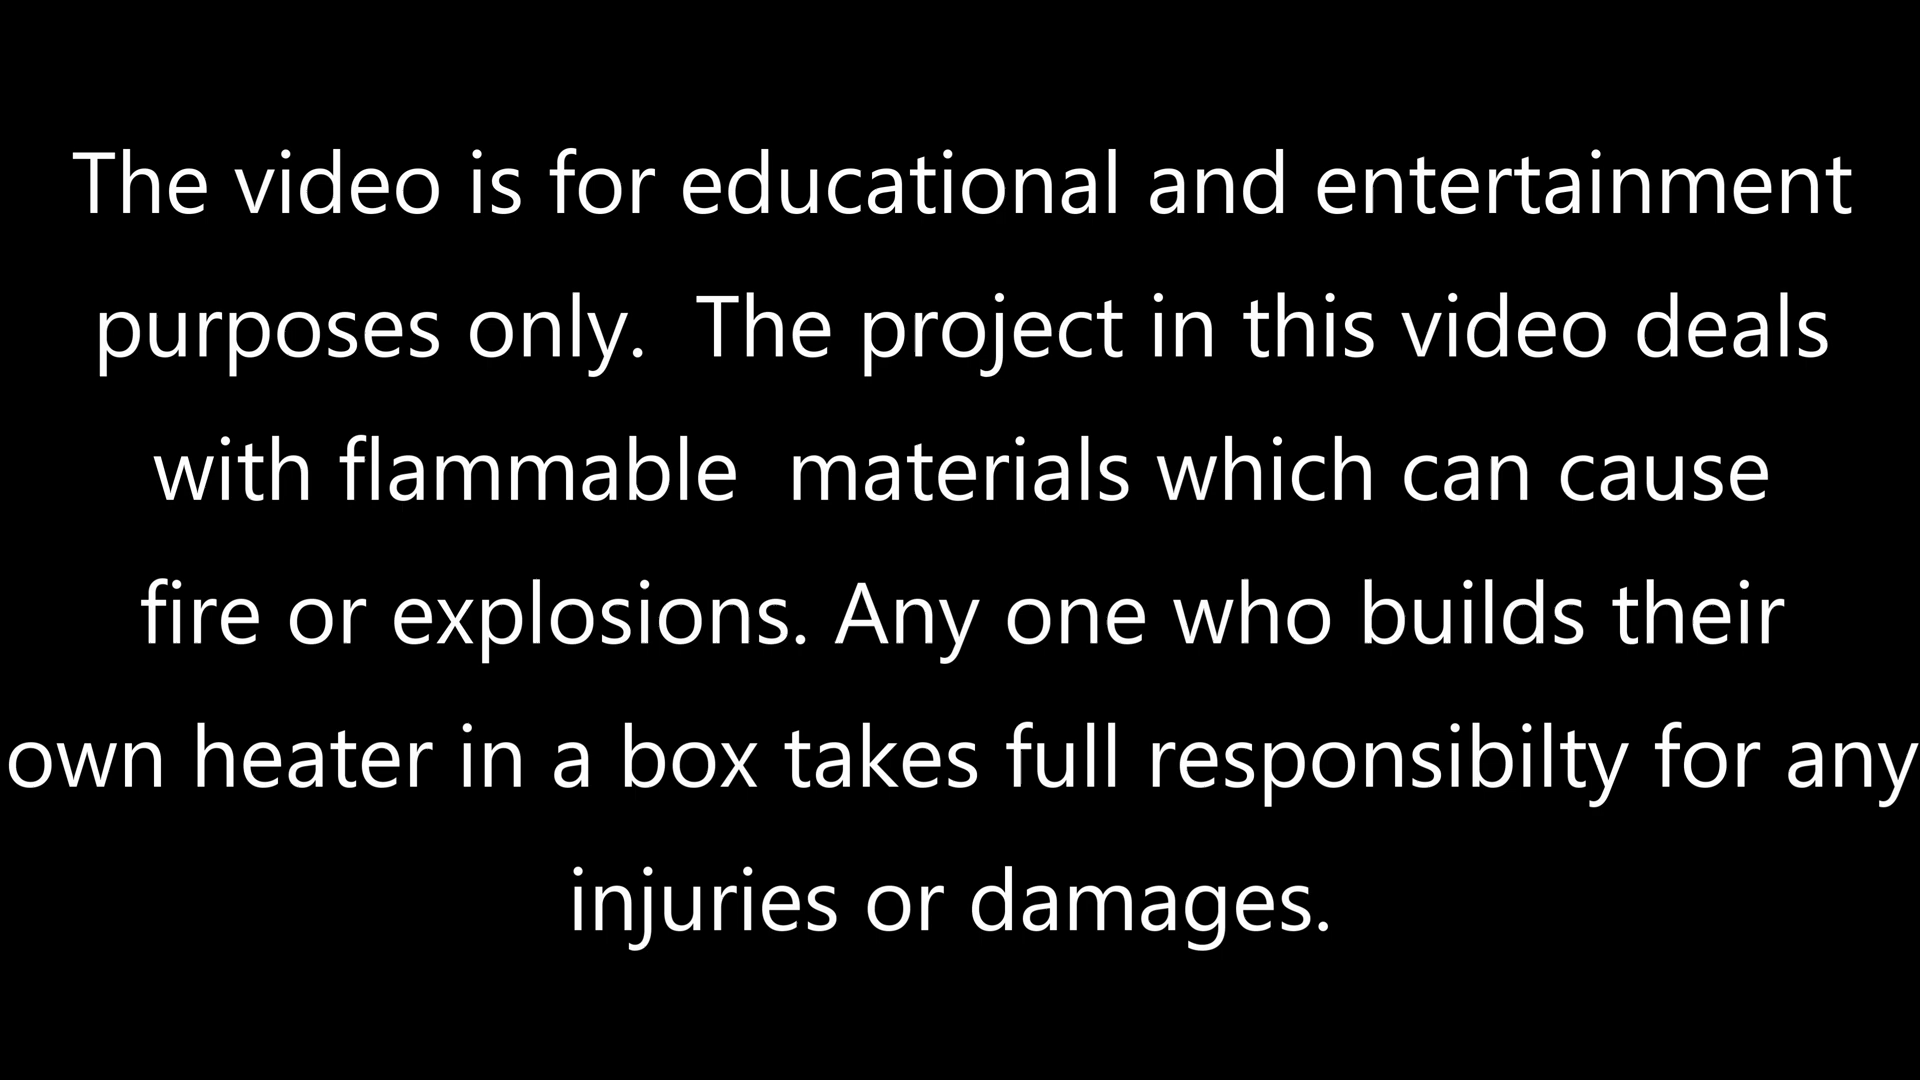 The video is for educational and entertainment
purposes only.  The project in this video deals
with flammable  materials which can cause
fire or explosions. Any one who builds their
own heater in a box takes full responsibilty for any
injuries or damages.